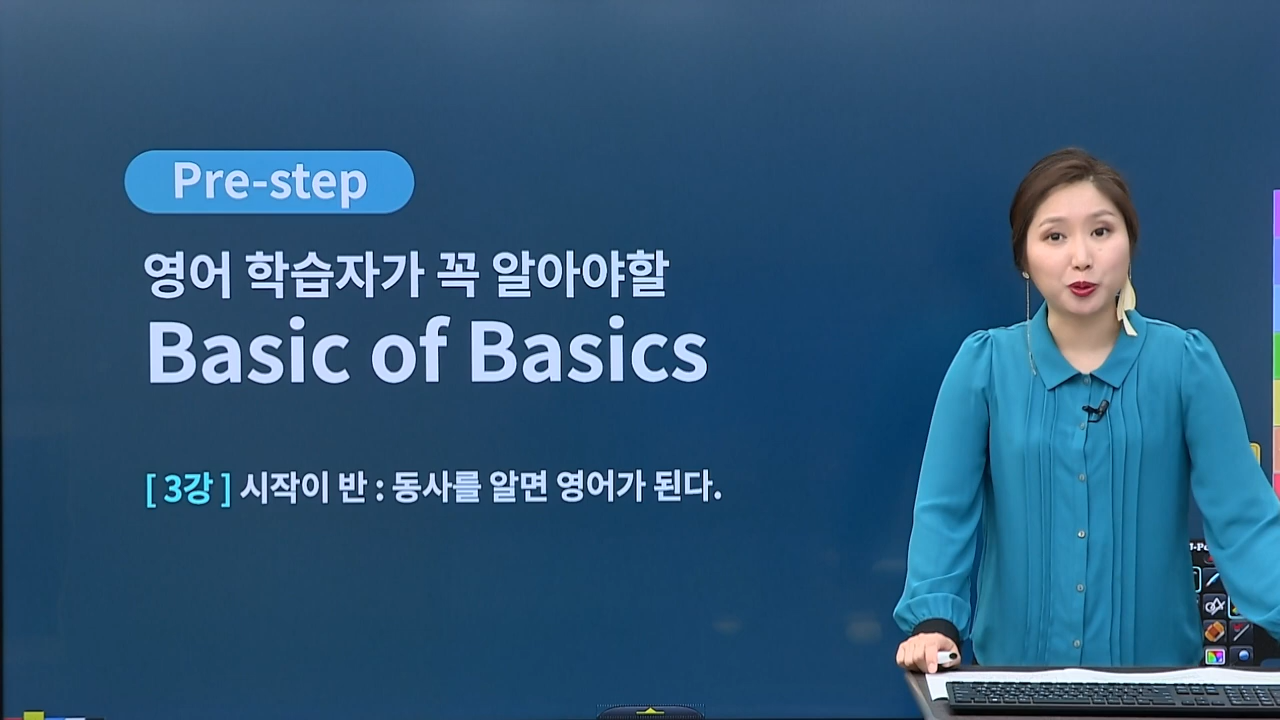 Pre-step
영어 학습자가 꼭 알아야할
Basic of Basics
[ 3강 ] 시작이 반 : 동사를 알면 영어가 된다.